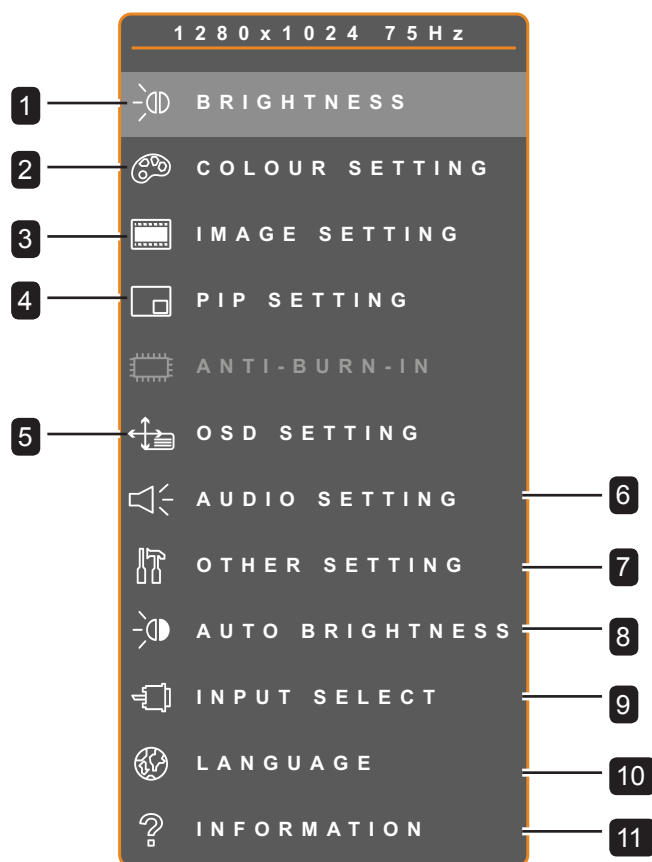 1280x1024 75Hz
1 BRIGHTNESS
2 COLOUR SETTING
3 IMAGE SETTING
4 PIP SETTING
ANTI-BURN-IN
5 OSD SETTING
AUDIO SETTING 6
OTHER SETTING 7
AUTO BRIGHTNESS 8
INPUT SELECT 9
LANGUAGE 10
INFORMATION 11